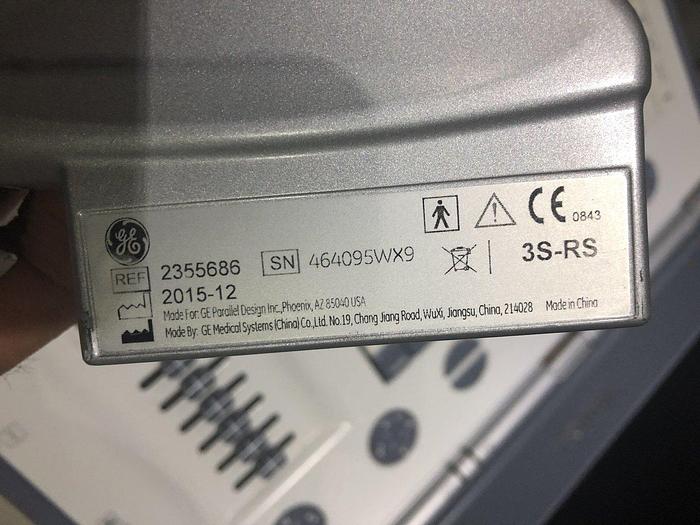 GE
REF 2355686 SN 464095WX9 CE 0843
2015-12 3S-RS
Made For: GE Parallel Design Inc.,Phoenix, AZ 85040 USA
Made By: GE Medical Systems (China) Co.,Ltd. No.19, Chang Jiang Road, WuXi, Jiangsu, China, 214028 Made in China